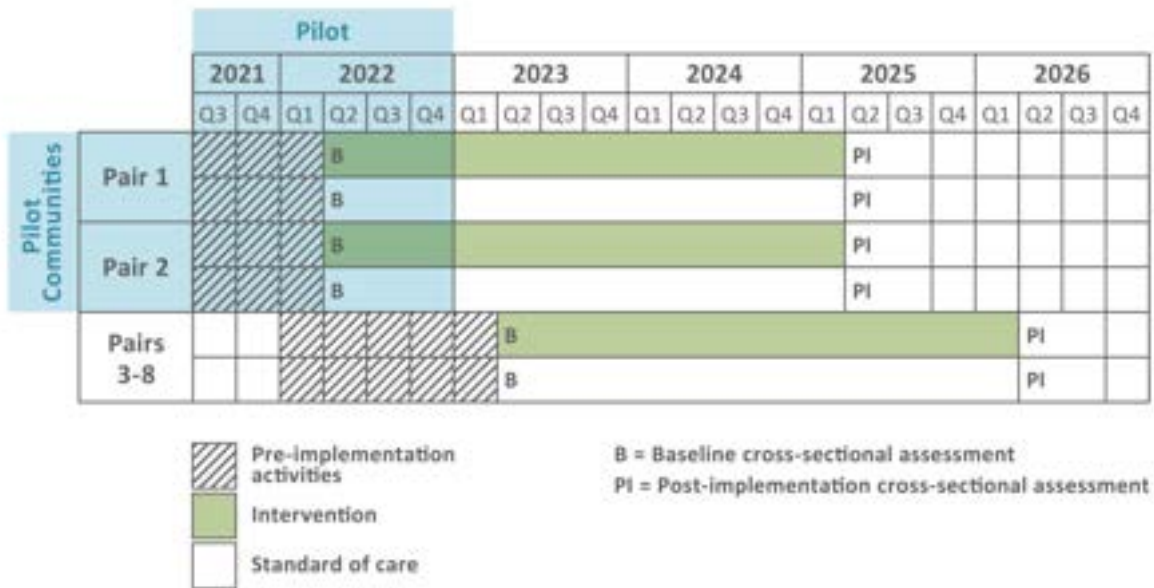 Pilot
2021 2022 2023 2024 2025 2026
Q3 Q4 Q1 Q2 Q3 Q4 Q1 Q2 Q3 Q4 Q1 Q2 Q3 Q4 Q1 Q2 Q3 Q4 Q1 Q2 Q3 Q4
Pilot
Communities
Pair 1
B PI
B PI
Pair 2
B PI
B PI
Pairs
3-8
B PI
B PI
Pre-implementation
activities
Intervention
Standard of care
B = Baseline cross-sectional assessment
PI = Post-implementation cross-sectional assessment